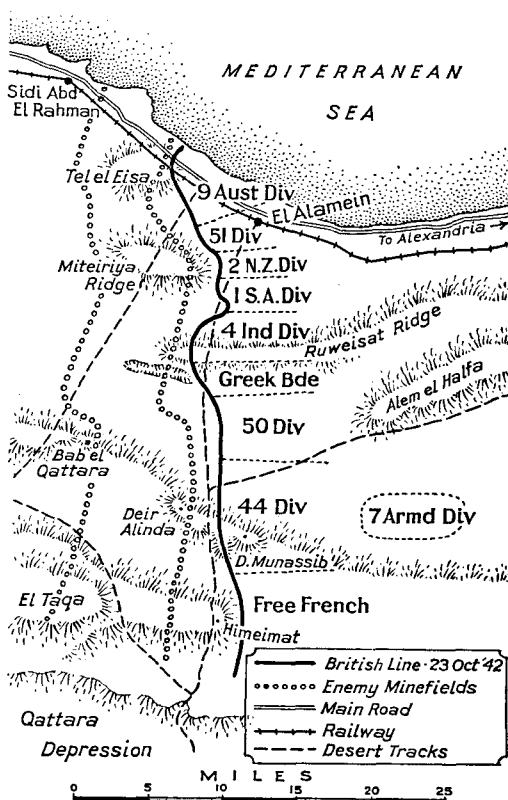 MEDITERRANEAN
SEA
Sidi Abd
El Rahman
Tel el Eisa
9 Aust Div
El Alamein
To Alexandria
51 Div
2 N.Z.Div
Miteiriya
Ridge
1 S.A. Div
4 Ind Div
Ruweisat Ridge
Greek Bde
Alem el Halfa
50 Div
Bab el
Qattara
Deir
Alinda
44 Div
7 Armd Div
D. Munassib
El Taqa
Free French
Himeimat
Qattara
Depression
British Line - 23 Oct '42
Enemy Minefields
Main Road
Railway
Desert Tracks
MILES
0 5 10 15 20 25